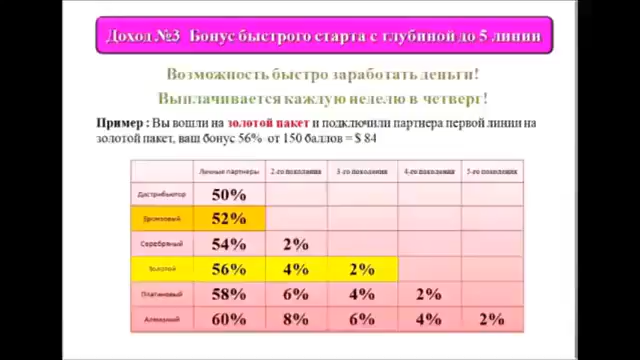 Доход №3 Бонус быстрого старта с глубиной до 5 линии
Возможность быстро заработать деньги!
Выплачивается каждую неделю в четверг!
Пример : Вы вошли на золотой пакет и подключили партнера первой линии на
золотой пакет, ваш бонус 56% от 150 баллов = $ 84
Личные партнеры 2-го поколения 3-го поколения 4-го поколения 5-го поколения
Дистрибьютор 50%
Бронзовый 52%
Серебряный 54% 2%
Золотой 56% 4% 2%
Платиновый 58% 6% 4% 2%
Алмазный 60% 8% 6% 4% 2%